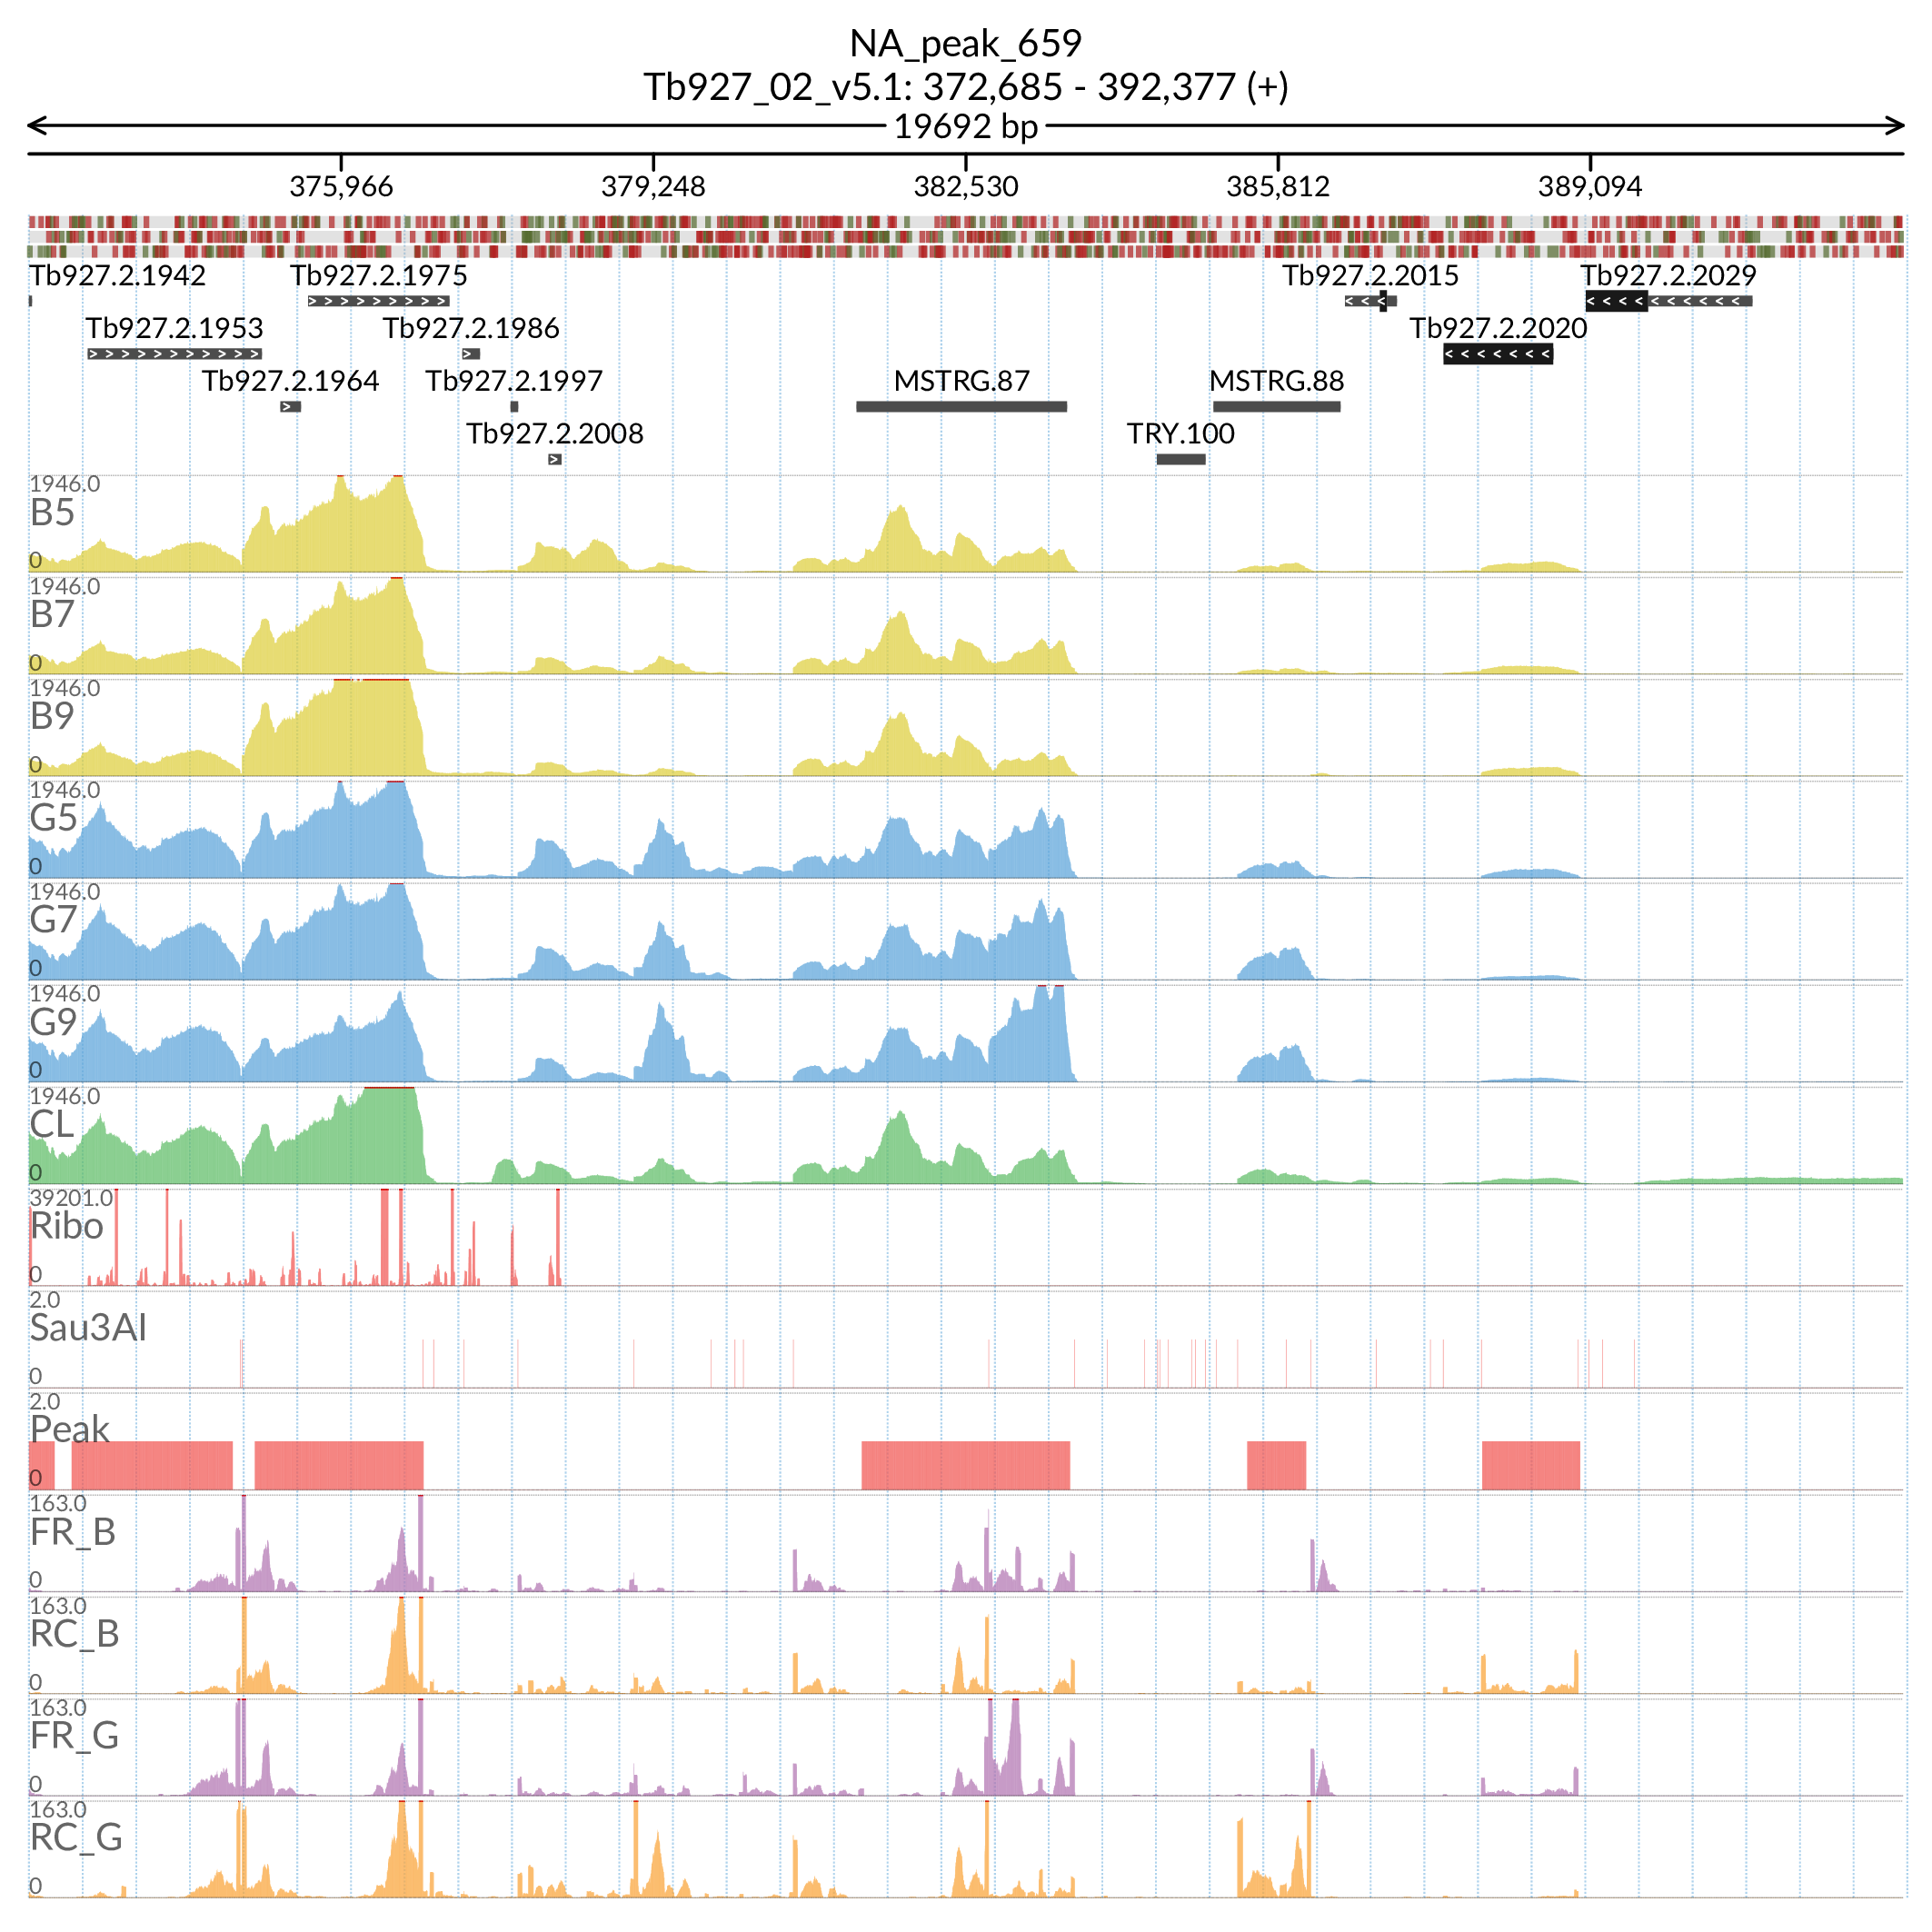 NA_peak_659
Tb927_02_v5.1: 372,685 - 392,377 (+)
19692 bp
375,966 379,248 382,530 385,812 389,094
Tb927.2.1942 Tb927.2.1975 Tb927.2.2015 Tb927.2.2029
Tb927.2.1953 Tb927.2.1986 Tb927.2.2020
Tb927.2.1964 Tb927.2.1997 MSTRG.87 MSTRG.88
Tb927.2.2008 TRY.100
1946.0
B5
0
1946.0
B7
0
1946.0
B9
0
1946.0
G5
0
1946.0
G7
0
1946.0
G9
0
1946.0
CL
0
39201.0
Ribo
0
2.0
Sau3AI
0
2.0
Peak
0
163.0
FR_B
0
163.0
RC_B
0
163.0
FR_G
0
163.0
RC_G
0